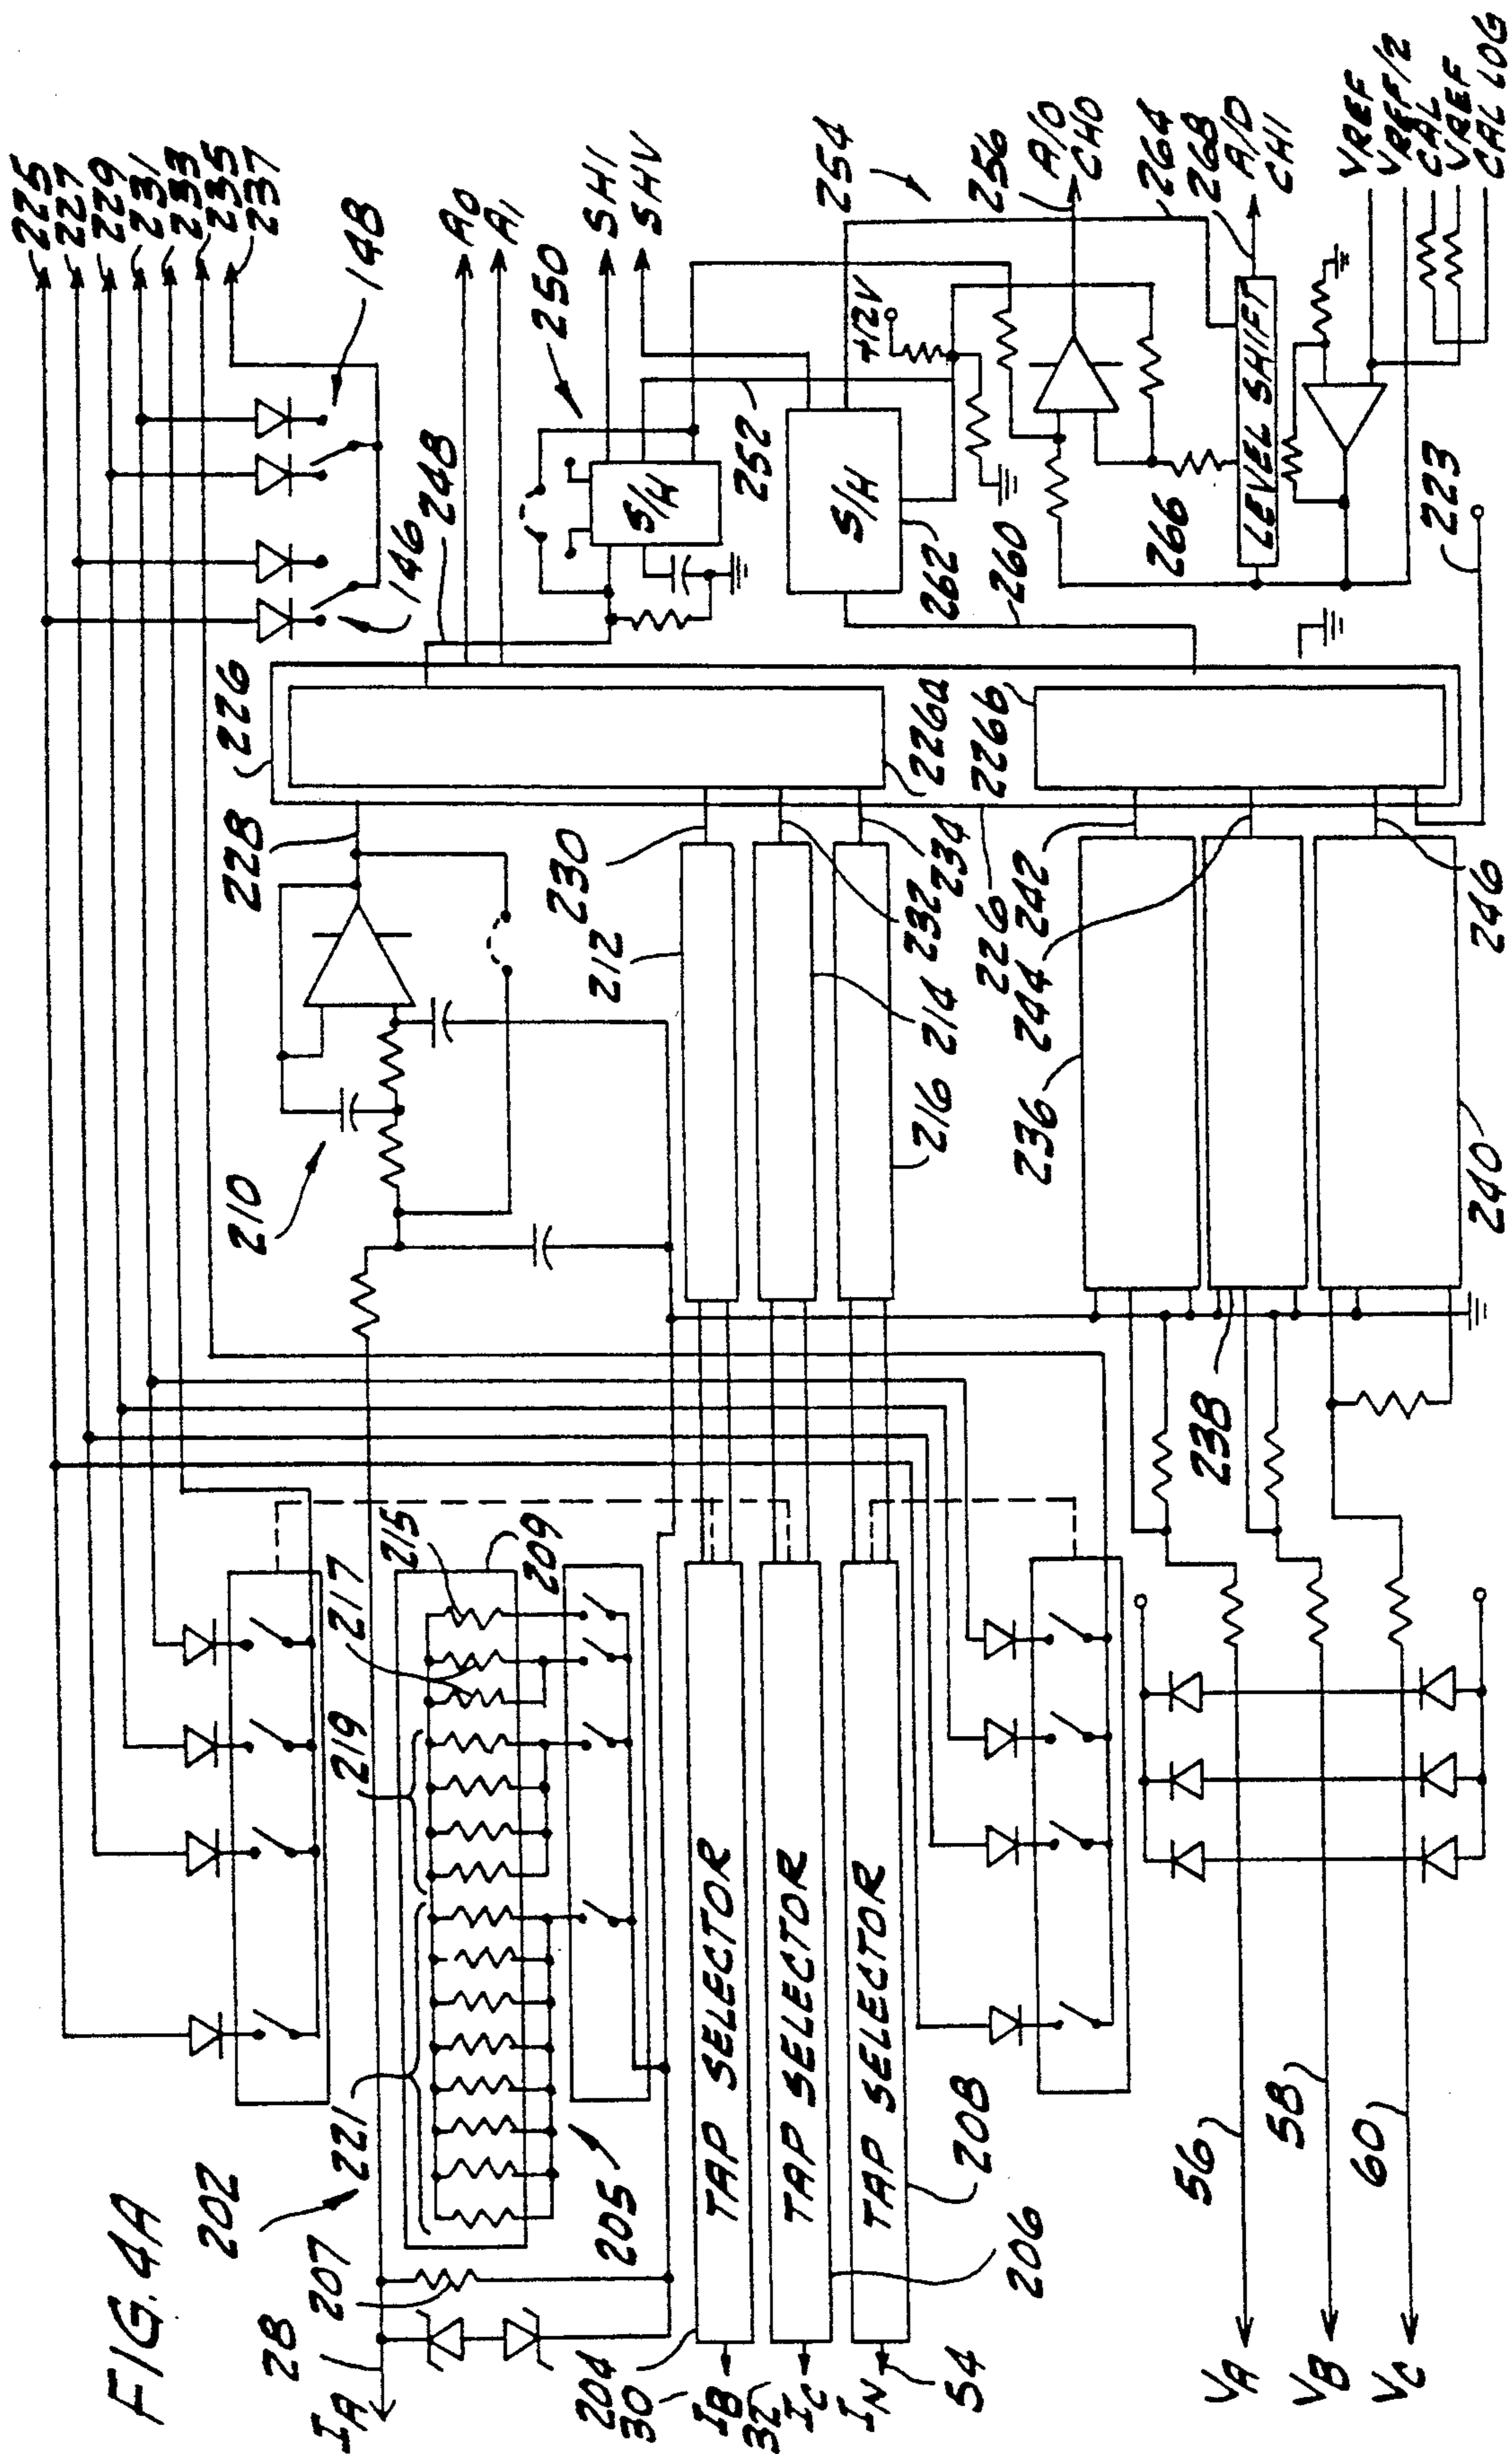 FIG. 4A
225
227
229
231
233
235
237
148
146
A0
A1
250
SHI
SHV
248
226
228
210
S/H
252
254
+12V
256
A/D
CH0
264
268
A/D
CH1
S/H
262
260
266
LEVEL SHIFT
VREF
VREF/2
CAL
VREF
CAL LOG
223
226a
226b
230
212
232
234
214
216
226
242
244
236
246
240
238
215
209
217
219
221
202
207
205
28
IA
TAP SELECTOR
TAP SELECTOR
TAP SELECTOR
204
30
IB
32
IC
IN
54
206
208
56
58
60
VA
VB
VC